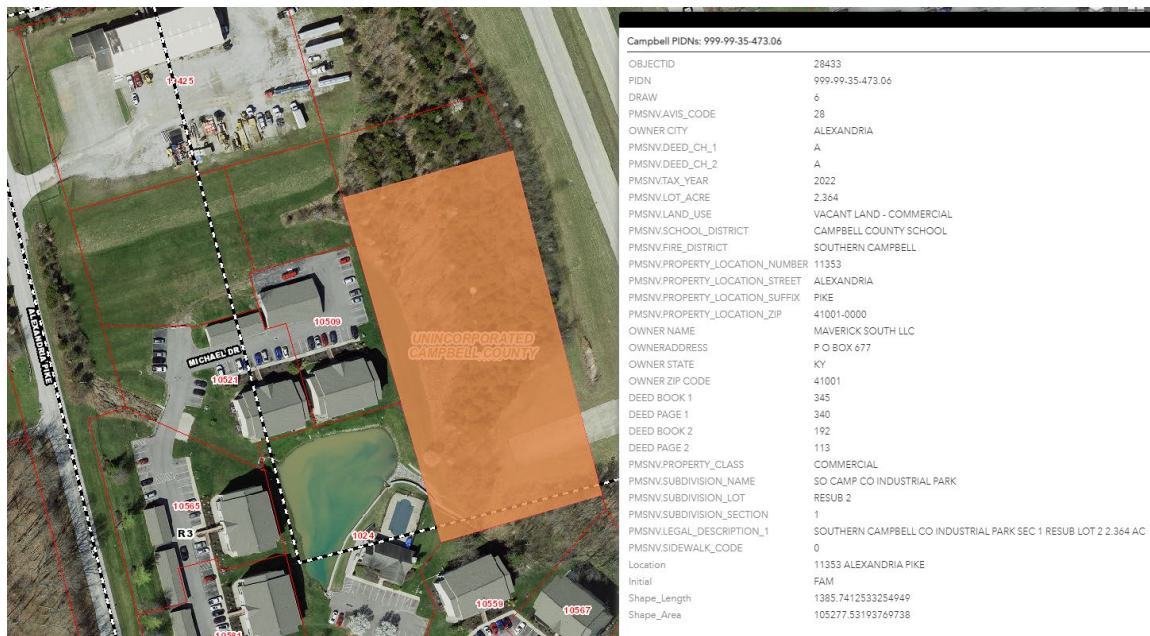 10425
ALEXANDRIA PIKE
10509
MICHAEL DR
10521
UNINCORPORATED
CAMPBELL COUNTY
10565
R 3
1024
10559
10567
10581
Campbell PIDNs: 999-99-35-473.06
OBJECTID 28433
PIDN 999-99-35-473.06
DRAW 6
PMSNV.AVIS_CODE 28
OWNER CITY ALEXANDRIA
PMSNV.DEED_CH_1 A
PMSNV.DEED_CH_2 A
PMSNV.TAX_YEAR 2022
PMSNV.LOT_ACRE 2.364
PMSNV.LAND_USE VACANT LAND - COMMERCIAL
PMSNV.SCHOOL_DISTRICT CAMPBELL COUNTY SCHOOL
PMSNV.FIRE_DISTRICT SOUTHERN CAMPBELL
PMSNV.PROPERTY_LOCATION_NUMBER 11353
PMSNV.PROPERTY_LOCATION_STREET ALEXANDRIA
PMSNV.PROPERTY_LOCATION_SUFFIX PIKE
PMSNV.PROPERTY_LOCATION_ZIP 41001-0000
OWNER NAME MAVERICK SOUTH LLC
OWNERADDRESS P O BOX 677
OWNER STATE KY
OWNER ZIP CODE 41001
DEED BOOK 1 345
DEED PAGE 1 340
DEED BOOK 2 192
DEED PAGE 2 113
PMSNV.PROPERTY_CLASS COMMERCIAL
PMSNV.SUBDIVISION_NAME SO CAMP CO INDUSTRIAL PARK
PMSNV.SUBDIVISION_LOT RESUB 2
PMSNV.SUBDIVISION_SECTION 1
PMSNV.LEGAL_DESCRIPTION_1 SOUTHERN CAMPBELL CO INDUSTRIAL PARK SEC 1 RESUB LOT 2 2.364 AC
PMSNV.SIDEWALK_CODE 0
Location 11353 ALEXANDRIA PIKE
Initial FAM
Shape_Length 1385.7412533254949
Shape_Area 105277.53193769738